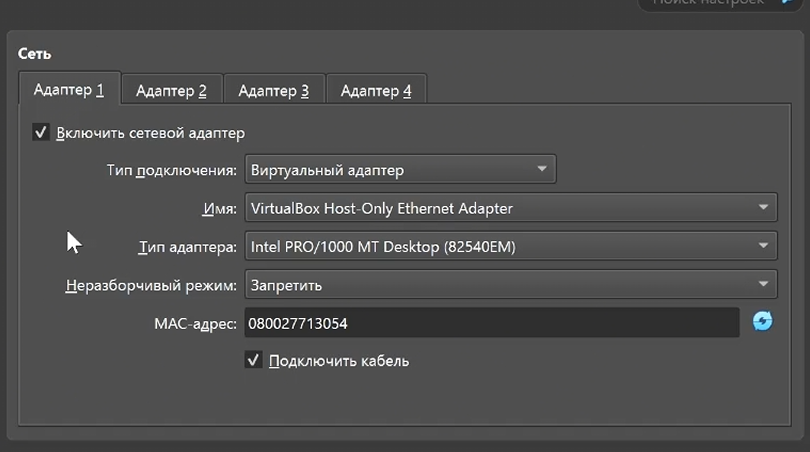 Поиск настроек
Сеть
Адаптер 1 Адаптер 2 Адаптер 3 Адаптер 4
Включить сетевой адаптер
Тип подключения: Виртуальный адаптер
Имя: VirtualBox Host-Only Ethernet Adapter
Тип адаптера: Intel PRO/1000 MT Desktop (82540EM)
Неразборчивый режим: Запретить
MAC-адрес: 080027713054
Подключить кабель